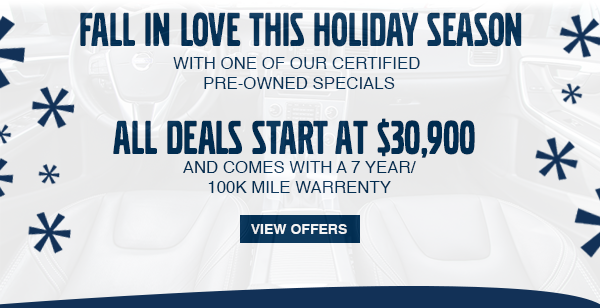 FALL IN LOVE THIS HOLIDAY SEASON
WITH ONE OF OUR CERTIFIED
PRE-OWNED SPECIALS
ALL DEALS START AT $30,900
AND COMES WITH A 7 YEAR/
100K MILE WARRENTY
VIEW OFFERS